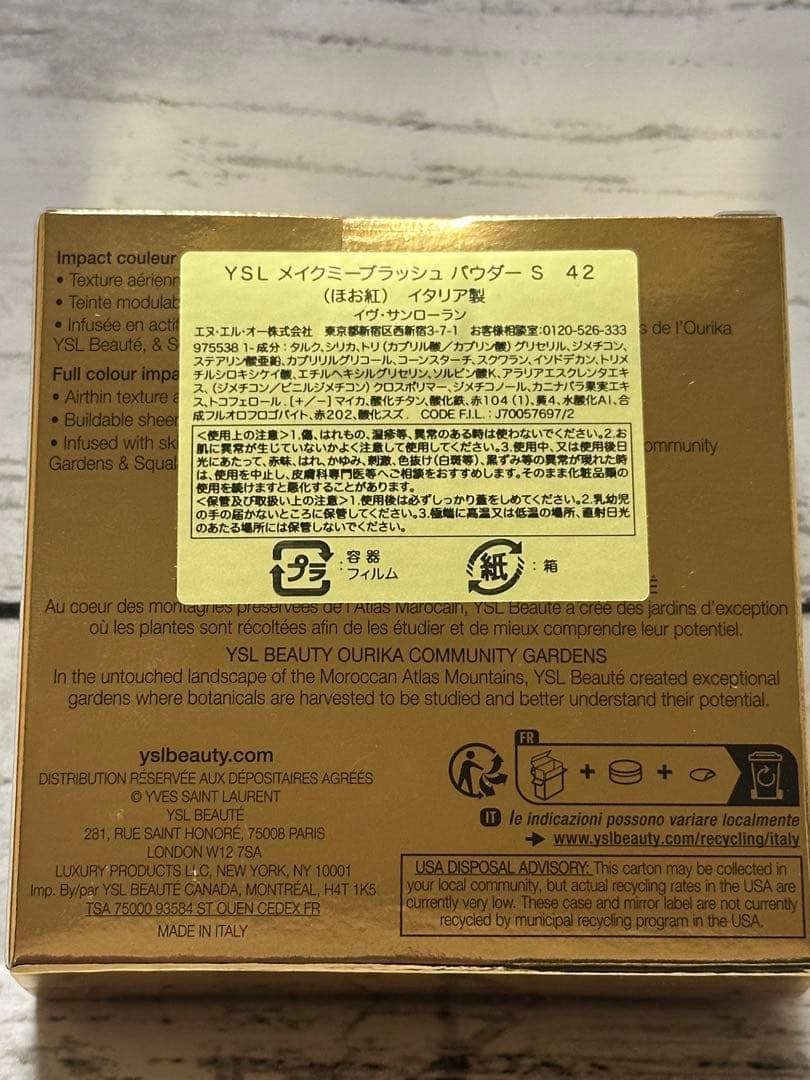 Impact couleur
• Texture aérienn
• Teinte modulab
• Infusée en actif
s de l'Ourika
YSL Beauté, & S
Full colour impa
• Airthin texture a
• Buildable sheer
• Infused with ski
ommunity
Gardens & Squal
YSL メイクミーブラッシュ パウダー S 42
(ほお紅) イタリア製
イヴ・サンローラン
エヌ・エル・オー株式会社 東京都新宿区西新宿3-7-1 お客様相談室:0120-526-333
975538 1-成分:タルク、シリカ、トリ(カプリル酸/カプリン酸)グリセリル、ジメチコン、
ステアリン酸亜鉛、カプリリルグリコール、コーンスターチ、スクワラン、イソドデカン、トリメ
チルシロキシケイ酸、エチルヘキシルグリセリン、ソルビン酸K、アラリアエスクレンタエキ
ス、(ジメチコン/ビニルジメチコン)クロスポリマー、ジメチコノール、カニナバラ果実エキ
ス、トコフェロール.[+/-]マイカ、酸化チタン、酸化鉄、赤104(1)、黄4、水酸化Al、合
成フルオロフロゴパイト、赤202、酸化スズ. CODE F.I.L.:J70057697/2
<使用上の注意>1.傷、はれもの、湿疹等、異常のある時は使わないでください。2.お
肌に異常が生じていないかよく注意して使用してください。3.使用中、又は使用後日
光にあたって、赤味、はれ、かゆみ、刺激、色抜け(白斑等)、黒ずみ等の異常が現れた時
は、使用を中止し、皮膚科専門医等へご相談をおすすめします。そのまま化粧品類の
使用を続けますと悪化することがあります。
<保管及び取扱い上の注意>1.使用後は必ずしっかり蓋をしめてください。2.乳幼児
の手の届かないところに保管してください。3.極端に高温又は低温の場所、直射日光
のあたる場所には保管しないでください。
プラ:容器 フィルム 紙:箱
Au coeur des montagnes préservées de l'Atlas Marocain, YSL Beauté a créé des jardins d'exception
où les plantes sont récoltées afin de les étudier et de mieux comprendre leur potentiel.
YSL BEAUTY OURIKA COMMUNITY GARDENS
In the untouched landscape of the Moroccan Atlas Mountains, YSL Beauté created exceptional
gardens where botanicals are harvested to be studied and better understand their potential.
yslbeauty.com
DISTRIBUTION RÉSERVÉE AUX DÉPOSITAIRES AGRÉÉS
© YVES SAINT LAURENT
YSL BEAUTÉ
281, RUE SAINT HONORÉ, 75008 PARIS
LONDON W12 7SA
LUXURY PRODUCTS LLC, NEW YORK, NY 10001
Imp. By/par YSL BEAUTÉ CANADA, MONTRÉAL, H4T 1K5
TSA 75000 93584 ST OUEN CEDEX FR
MADE IN ITALY
FR
+ +
IT le indicazioni possono variare localmente
www.yslbeauty.com/recycling/italy
USA DISPOSAL ADVISORY: This carton may be collected in
your local community, but actual recycling rates in the USA are
currently very low. These case and mirror label are not currently
recycled by municipal recycling program in the USA.